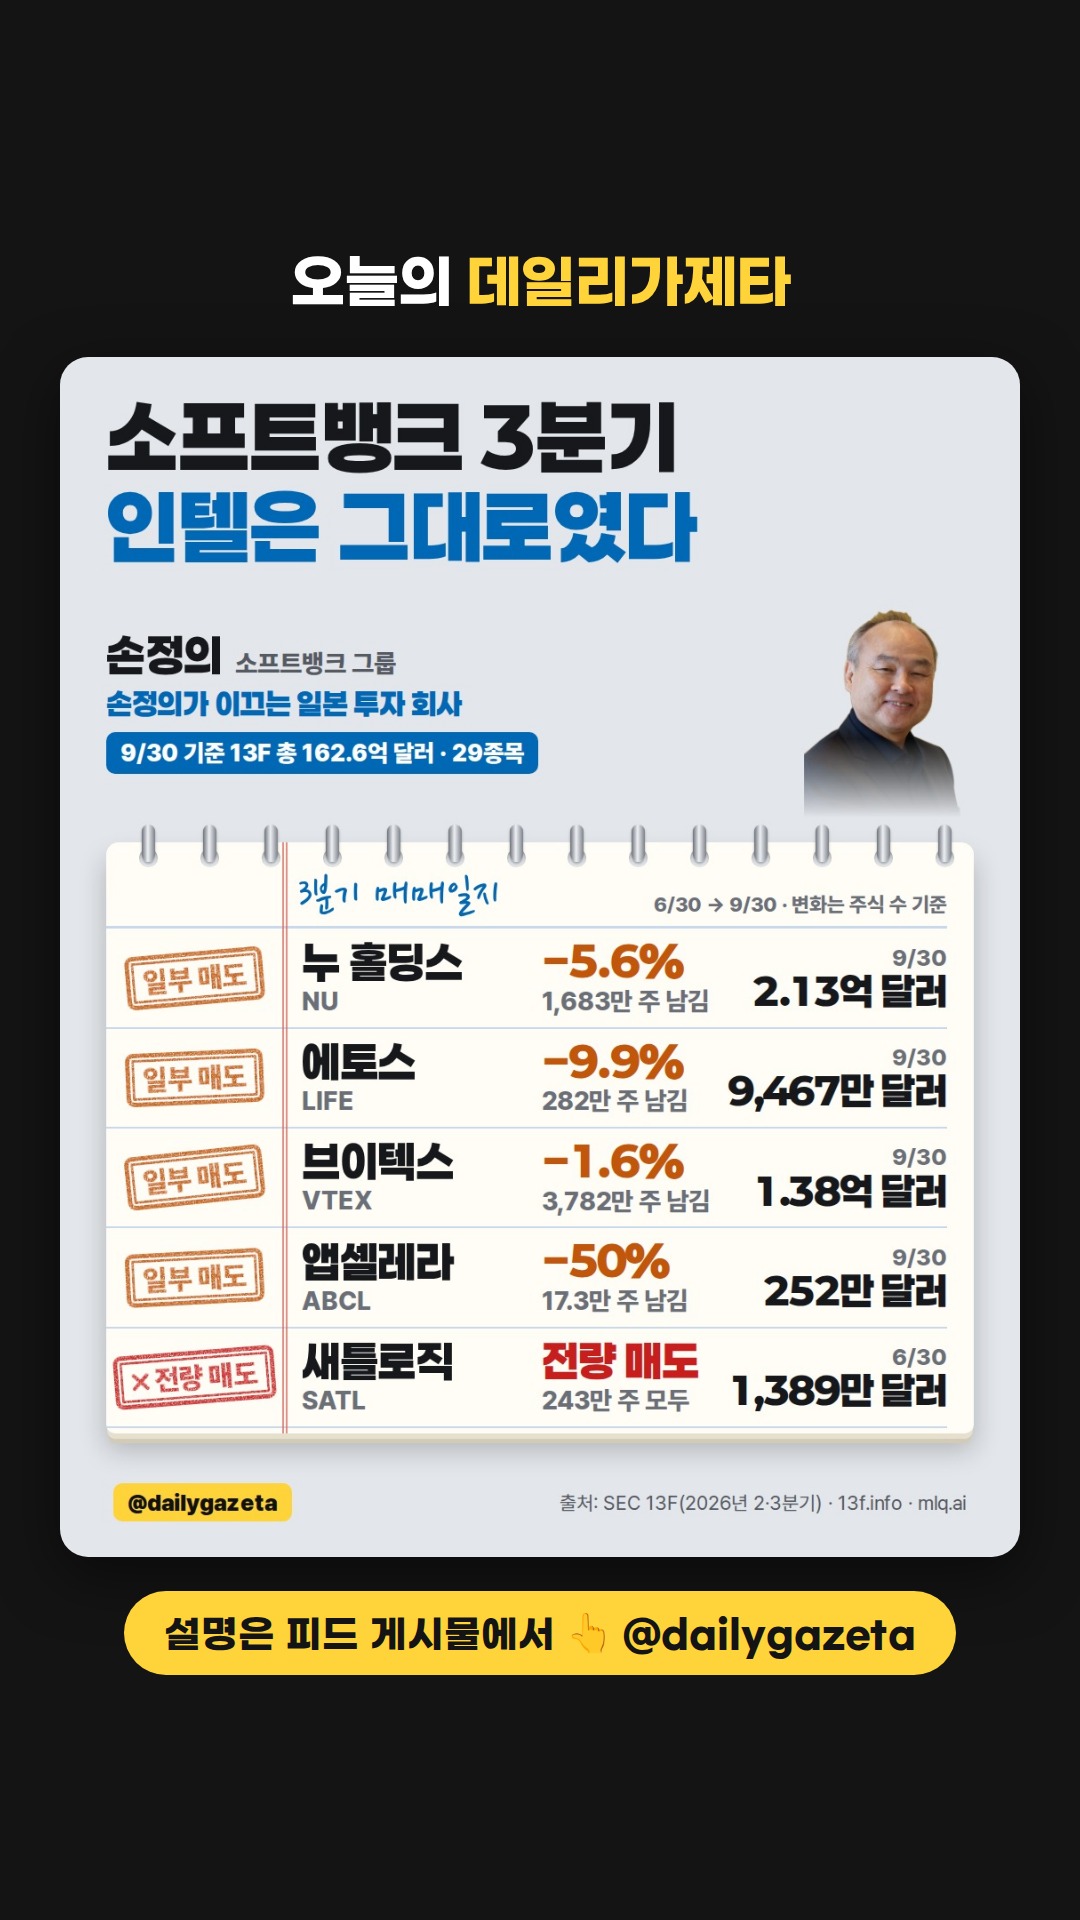 오늘의 데일리가제타
소프트뱅크 3분기
인텔은 그대로였다
손정의 소프트뱅크 그룹
손정의가 이끄는 일본 투자 회사
9/30 기준 13F 총 162.6억 달러 · 29종목
3분기 매매일지
6/30 → 9/30 · 변화는 주식 수 기준
일부 매도
누 홀딩스
NU
−5.6%
1,683만 주 남김
9/30
2.13억 달러
일부 매도
에토스
LIFE
−9.9%
282만 주 남김
9/30
9,467만 달러
일부 매도
브이텍스
VTEX
−1.6%
3,782만 주 남김
9/30
1.38억 달러
일부 매도
앱셀레라
ABCL
−50%
17.3만 주 남김
9/30
252만 달러
×전량 매도
새틀로직
SATL
전량 매도
243만 주 모두
6/30
1,389만 달러
@dailygazeta
출처: SEC 13F(2026년 2·3분기) · 13f.info · mlq.ai
설명은 피드 게시물에서 👆 @dailygazeta